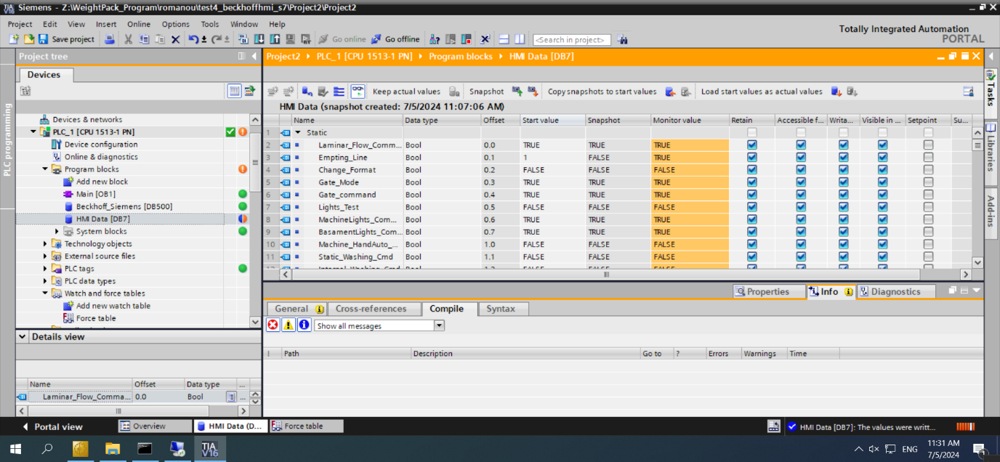 Siemens - Z:\WeightPack_Program\romanou\test4_beckhoffhmi_s7\Project2\Project2
Project Edit View Insert Online Options Tools Window Help
Totally Integrated Automation
PORTAL
Save project
Go online
Go offline
<Search in project>
Project tree
Project2 PLC_1 [CPU 1513-1 PN] Program blocks HMI Data [DB7]
Devices
PLC programming
Tasks
Libraries
Add-ins
Keep actual values Snapshot Copy snapshots to start values Load start values as actual values
HMI Data (snapshot created: 7/5/2024 11:07:06 AM)
Name Data type Offset Start value Snapshot Monitor value Retain Accessible f... Writa... Visible in ... Setpoint Su...
1 Static
2 Laminar_Flow_Comm... Bool 0.0 TRUE TRUE TRUE
3 Empting_Line Bool 0.1 1 FALSE TRUE
4 Change_Format Bool 0.2 FALSE FALSE FALSE
5 Gate_Mode Bool 0.3 TRUE TRUE TRUE
6 Gate_command Bool 0.4 TRUE TRUE TRUE
7 Lights_Test Bool 0.5 FALSE FALSE FALSE
8 MachineLights_Com... Bool 0.6 TRUE TRUE TRUE
9 BasamentLights_Com... Bool 0.7 TRUE TRUE TRUE
10 Machine_HandAuto_... Bool 1.0 FALSE FALSE FALSE
11 Static_Washing_Cmd Bool 1.1 FALSE FALSE FALSE
Devices & networks
PLC_1 [CPU 1513-1 PN]
Device configuration
Online & diagnostics
Program blocks
Add new block
Main [OB1]
Beckhoff_Siemens [DB500]
HMI Data [DB7]
System blocks
Technology objects
External source files
PLC tags
PLC data types
Watch and force tables
Add new watch table
Force table
Details view
Name Offset Data type ...
Laminar_Flow_Comma... 0.0 Bool ...
Properties Info Diagnostics
General Cross-references Compile Syntax
Show all messages
! Path Description Go to ? Errors Warnings Time
Portal view Overview HMI Data (D... Force table
HMI Data [DB7]: The values were writt...
TIA
V16
ENG
11:31 AM
7/5/2024
1